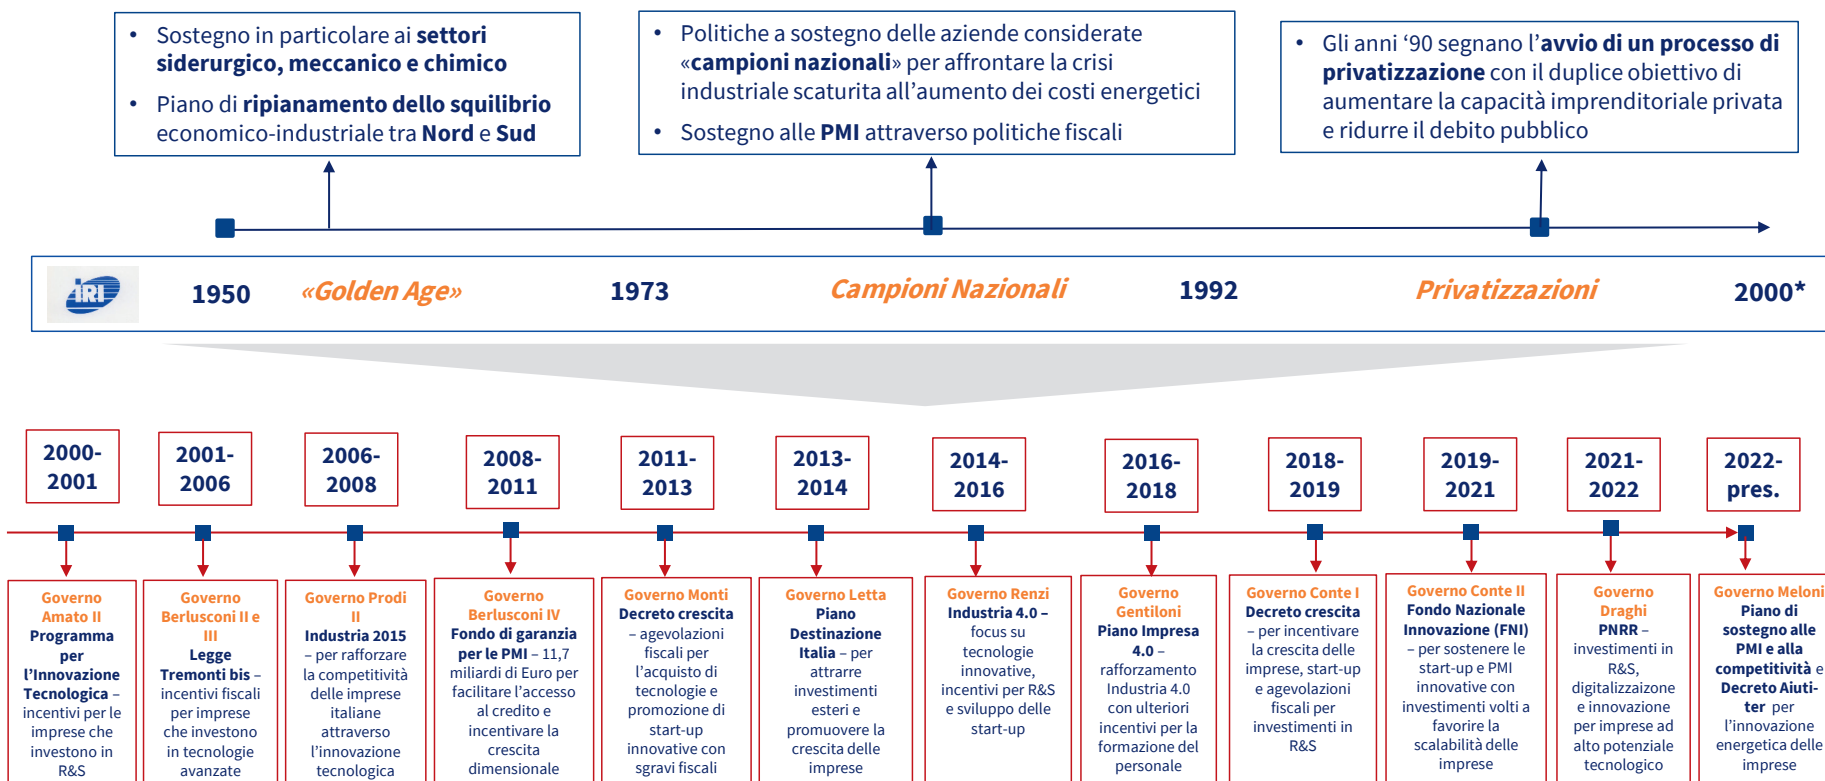 • Sostegno in particolare ai settori
siderurgico, meccanico e chimico
• Piano di ripianamento dello squilibrio
economico-industriale tra Nord e Sud
• Politiche a sostegno delle aziende considerate
«campioni nazionali» per affrontare la crisi
industriale scaturita all'aumento dei costi energetici
• Sostegno alle PMI attraverso politiche fiscali
• Gli anni ‘90 segnano l'avvio di un processo di
privatizzazione con il duplice obiettivo di
aumentare la capacità imprenditoriale privata
e ridurre il debito pubblico
IRI
1950
«Golden Age»
1973
Campioni Nazionali
1992
Privatizzazioni
2000*
2000-
2001
2001-
2006
2006-
2008
2008-
2011
2011-
2013
2013-
2014
2014-
2016
2016-
2018
2018-
2019
2019-
2021
2021-
2022
2022-
pres.
Governo
Amato II
Programma
per
l'Innovazione
Tecnologica –
incentivi per le
imprese che
investono in
R&S
Governo
Berlusconi II e
III
Legge
Tremonti bis –
incentivi fiscali
per imprese
che investono
in tecnologie
avanzate
Governo Prodi
II
Industria 2015
– per rafforzare
la competitività
delle imprese
italiane
attraverso
l'innovazione
tecnologica
Governo
Berlusconi IV
Fondo di garanzia
per le PMI – 11,7
miliardi di Euro per
facilitare l'accesso
al credito e
incentivare la
crescita
dimensionale
Governo Monti
Decreto crescita
– agevolazioni
fiscali per
l'acquisto di
tecnologie e
promozione di
start-up
innovative con
sgravi fiscali
Governo Letta
Piano
Destinazione
Italia – per
attrarre
investimenti
esteri e
promuovere la
crescita delle
imprese
Governo Renzi
Industria 4.0 –
focus su
tecnologie
innovative,
incentivi per R&S
e sviluppo delle
start-up
Governo
Gentiloni
Piano Impresa
4.0 –
rafforzamento
Industria 4.0
con ulteriori
incentivi per la
formazione del
personale
Governo Conte I
Decreto crescita
– per incentivare
la crescita delle
imprese, start-up
e agevolazioni
fiscali per
investimenti in
R&S
Governo Conte II
Fondo Nazionale
Innovazione (FNI)
– per sostenere le
start-up e PMI
innovative con
investimenti volti a
favorire la
scalabilità delle
imprese
Governo
Draghi
PNRR –
investimenti in
R&S,
digitalizzaizone
e innovazione
per imprese ad
alto potenziale
tecnologico
Governo Meloni
Piano di
sostegno alle
PMI e alla
competitività e
Decreto Aiuti-
ter per
l'innovazione
energetica delle
imprese